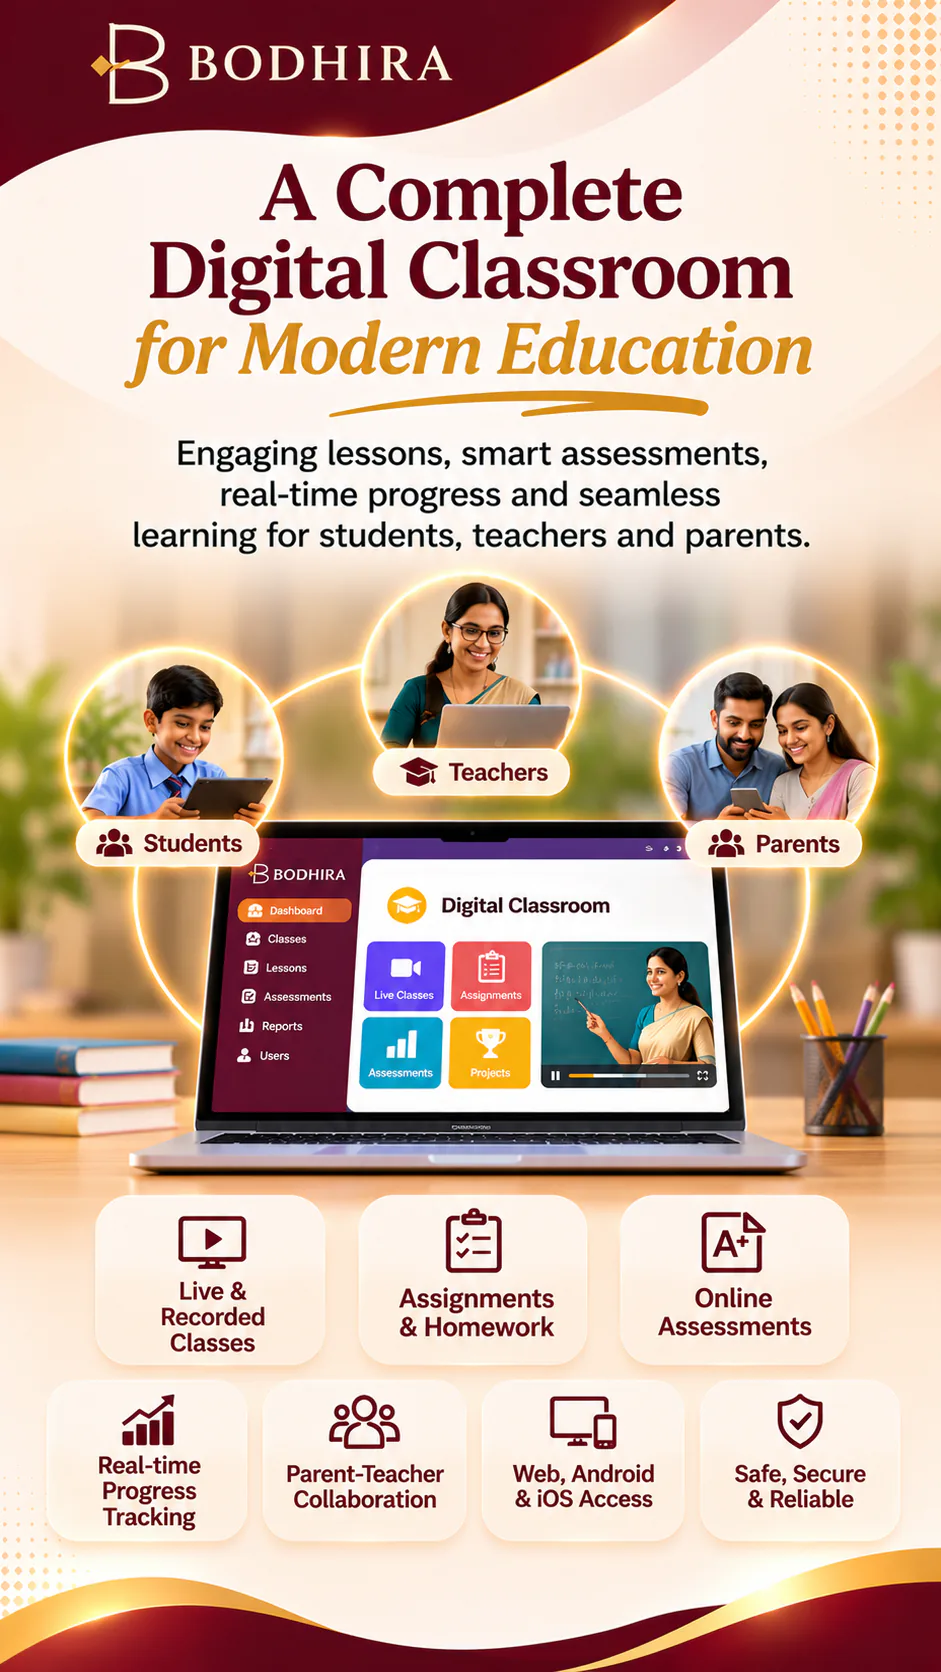 BODHIRA
A Complete
Digital Classroom
for Modern Education
Engaging lessons, smart assessments,
real-time progress and seamless
learning for students, teachers and parents.
Teachers
Students
Parents
BODHIRA
Dashboard
Classes
Lessons
Assessments
Reports
Users
Digital Classroom
Live Classes
Assignments
Assessments
Projects
Live &
Recorded
Classes
Assignments
& Homework
A+
Online
Assessments
Real-time
Progress
Tracking
Parent-Teacher
Collaboration
Web, Android
& iOS Access
Safe, Secure
& Reliable